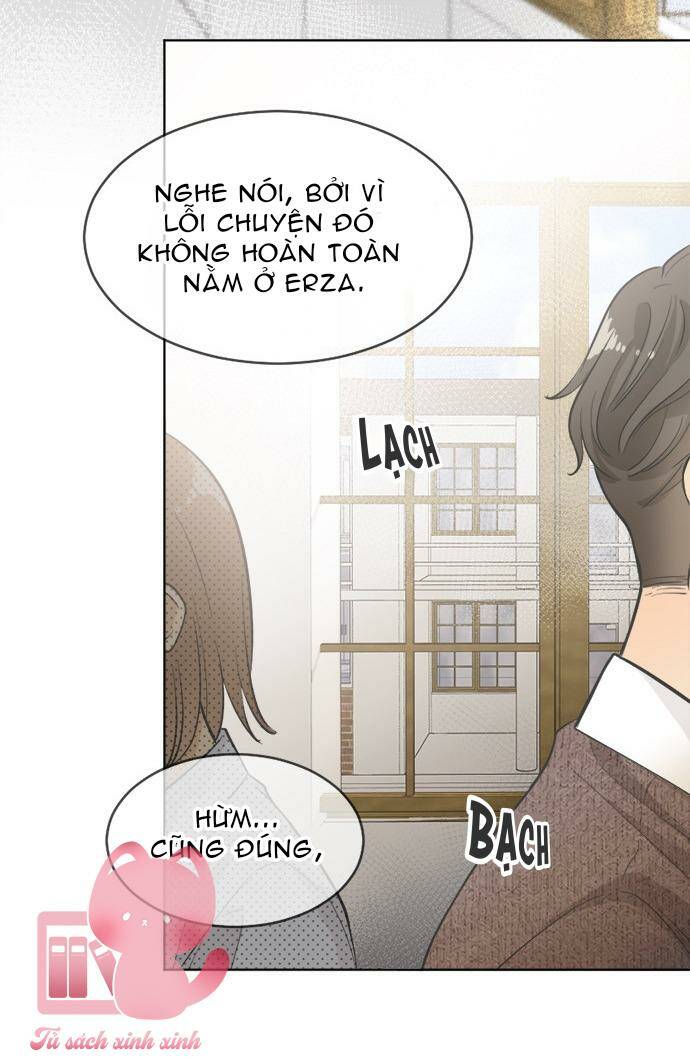 NGHE NÓI, BỞI VÌ
LỖI CHUYỆN ĐÓ
KHÔNG HOÀN TOÀN
NẰM Ở ERZA.
LẠCH
HỪM...
CŨNG ĐÚNG,
BẠCH
Tủ sách xinh xinh